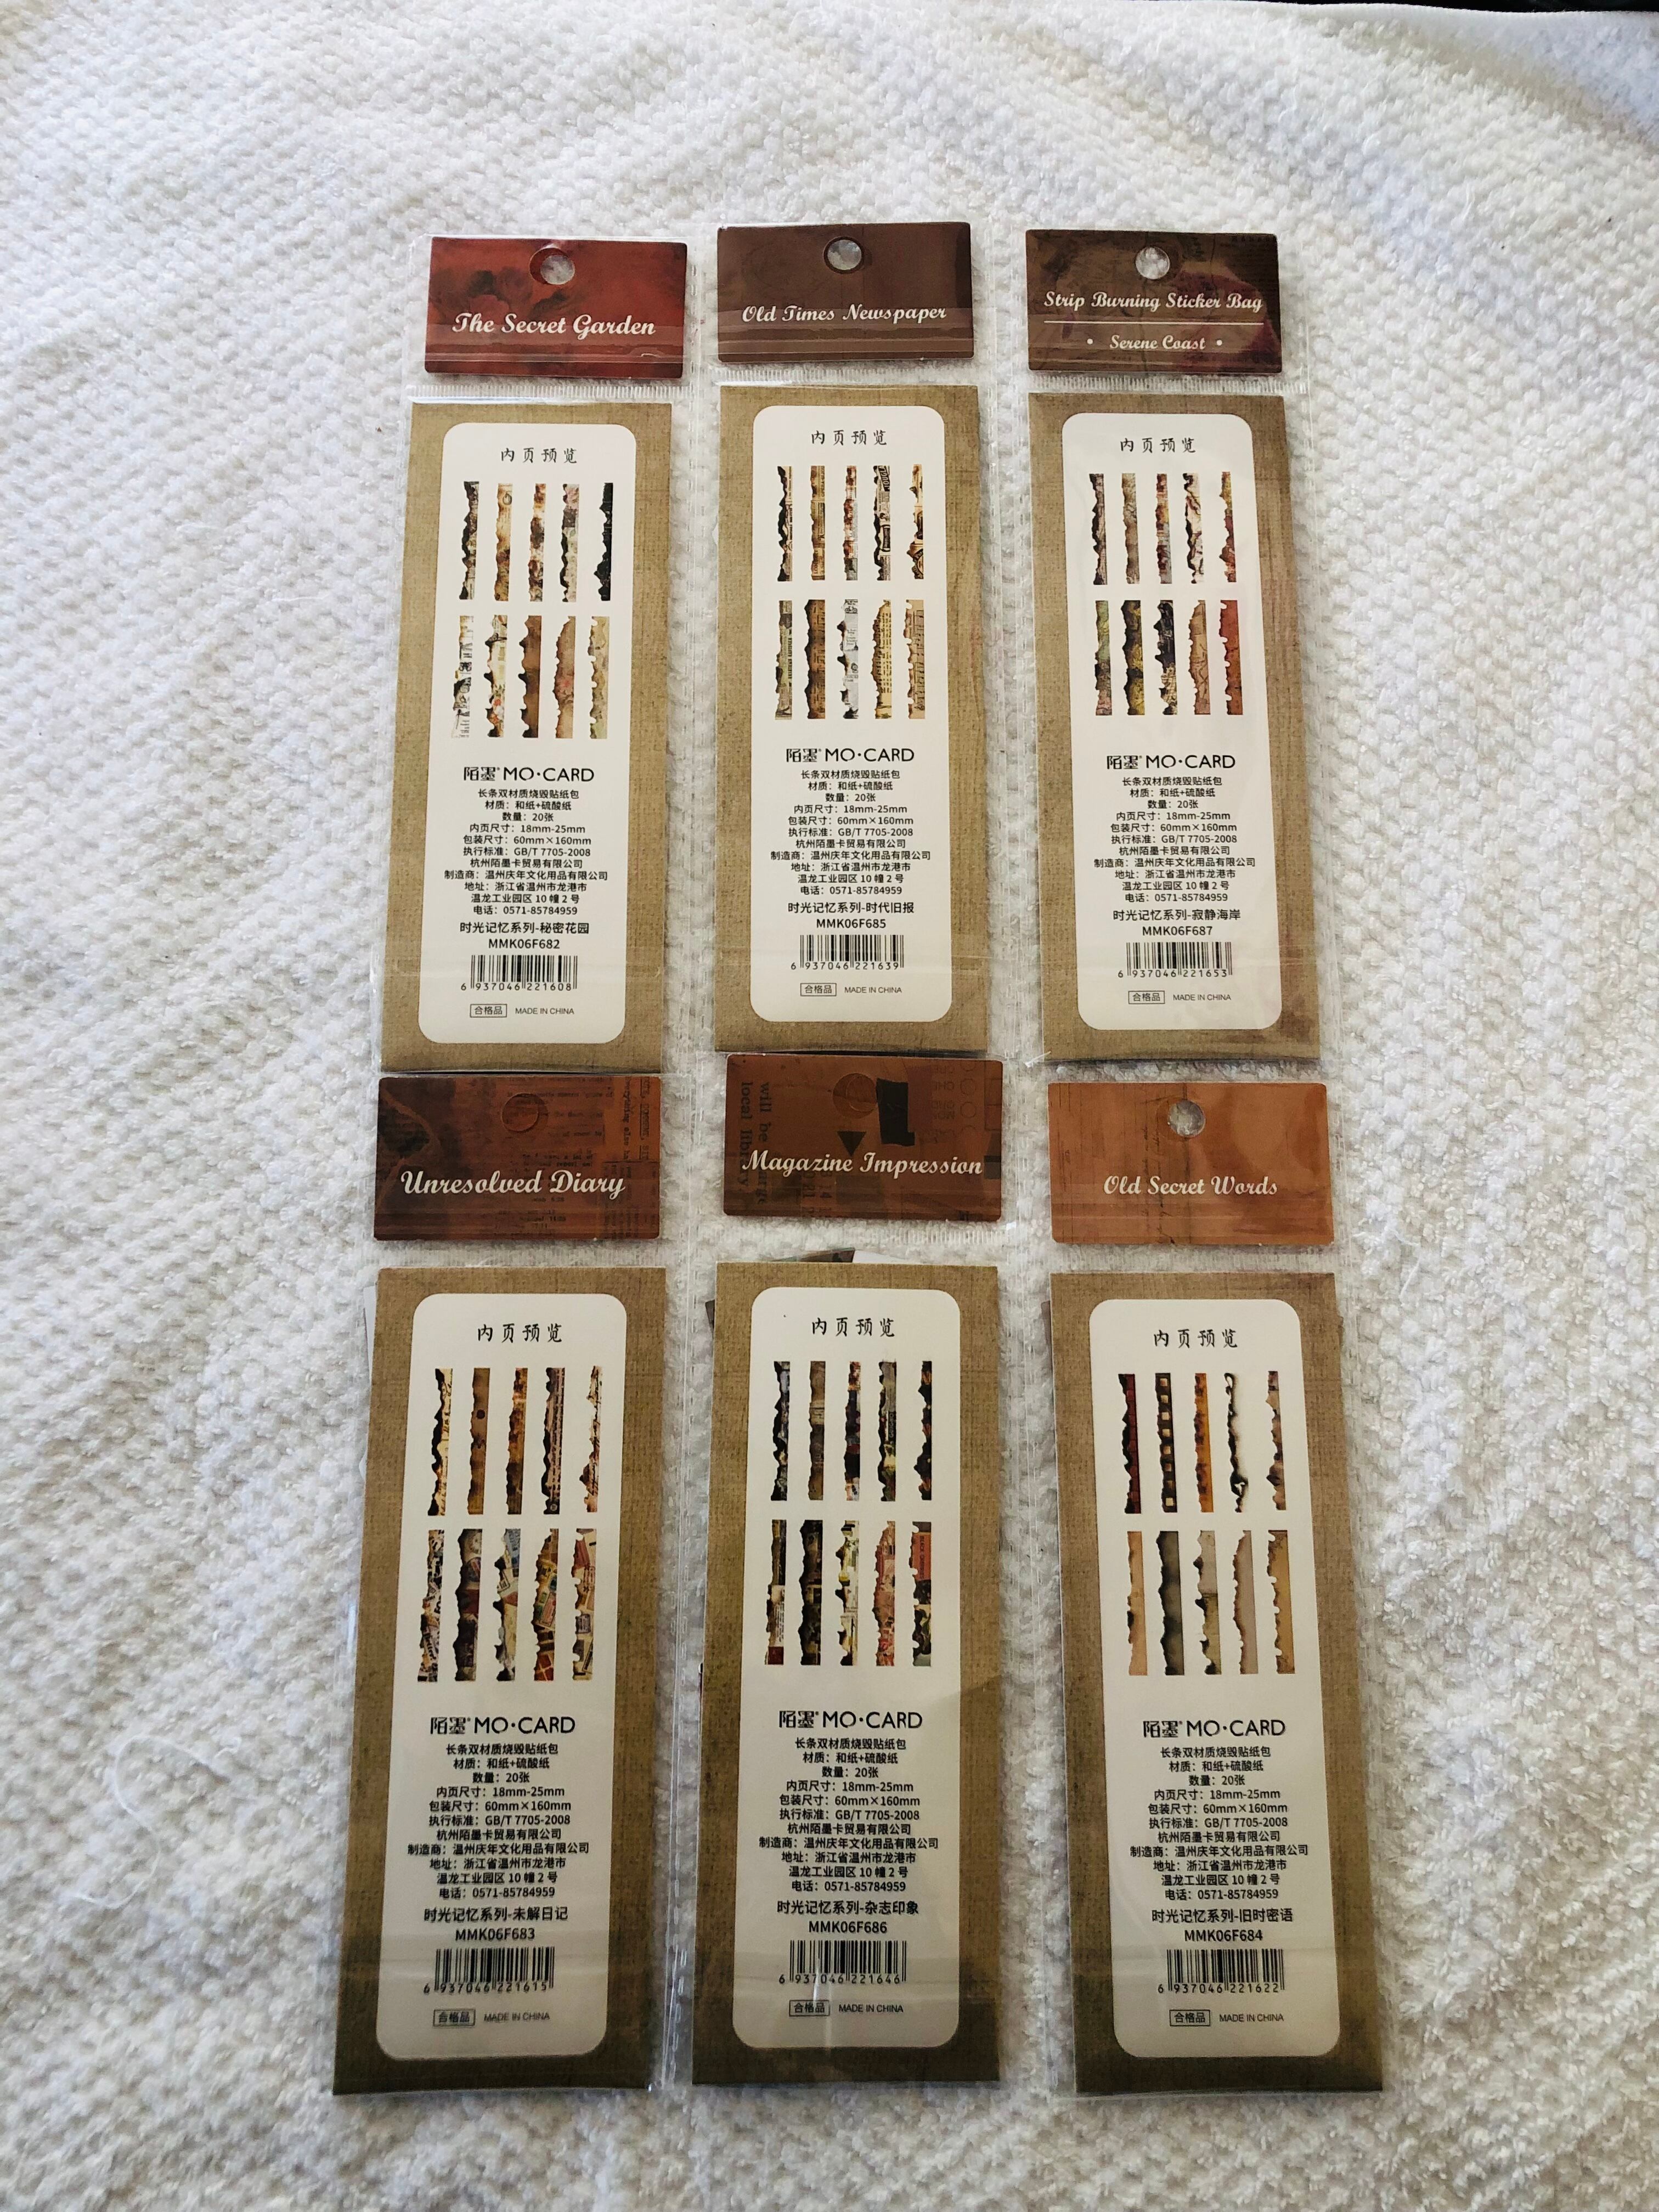 The Secret Garden
内页预览
陌墨® MO·CARD
长条双材质烧毁贴纸包
材质：和纸+硫酸纸
数量：20张
内页尺寸：18mm-25mm
包装尺寸：60mm×160mm
执行标准：GB/T 7705-2008
杭州陌墨卡贸易有限公司
制造商：温州庆年文化用品有限公司
地址：浙江省温州市龙港市
温龙工业园区 10 幢 2 号
电话：0571-85784959
时光记忆系列-秘密花园
MMK06F682
6 937046 221608
合格品 MADE IN CHINA
Old Times Newspaper
内页预览
陌墨® MO·CARD
长条双材质烧毁贴纸包
材质：和纸+硫酸纸
数量：20张
内页尺寸：18mm-25mm
包装尺寸：60mm×160mm
执行标准：GB/T 7705-2008
杭州陌墨卡贸易有限公司
制造商：温州庆年文化用品有限公司
地址：浙江省温州市龙港市
温龙工业园区 10 幢 2 号
电话：0571-85784959
时光记忆系列-时代旧报
MMK06F685
6 937046 221639
合格品 MADE IN CHINA
Strip Burning Sticker Bag
• Serene Coast •
内页预览
陌墨® MO·CARD
长条双材质烧毁贴纸包
材质：和纸+硫酸纸
数量：20张
内页尺寸：18mm-25mm
包装尺寸：60mm×160mm
执行标准：GB/T 7705-2008
杭州陌墨卡贸易有限公司
制造商：温州庆年文化用品有限公司
地址：浙江省温州市龙港市
温龙工业园区 10 幢 2 号
电话：0571-85784959
时光记忆系列-寂静海岸
MMK06F687
6 937046 221653
合格品 MADE IN CHINA
Unresolved Diary
内页预览
陌墨® MO·CARD
长条双材质烧毁贴纸包
材质：和纸+硫酸纸
数量：20张
内页尺寸：18mm-25mm
包装尺寸：60mm×160mm
执行标准：GB/T 7705-2008
杭州陌墨卡贸易有限公司
制造商：温州庆年文化用品有限公司
地址：浙江省温州市龙港市
温龙工业园区 10 幢 2 号
电话：0571-85784959
时光记忆系列-未解日记
MMK06F683
6 937046 221615
合格品 MADE IN CHINA
will be
local
Magazine Impression
内页预览
陌墨® MO·CARD
长条双材质烧毁贴纸包
材质：和纸+硫酸纸
数量：20张
内页尺寸：18mm-25mm
包装尺寸：60mm×160mm
执行标准：GB/T 7705-2008
杭州陌墨卡贸易有限公司
制造商：温州庆年文化用品有限公司
地址：浙江省温州市龙港市
温龙工业园区 10 幢 2 号
电话：0571-85784959
时光记忆系列-杂志印象
MMK06F686
6 937046 221646
合格品 MADE IN CHINA
Old Secret Words
内页预览
陌墨® MO·CARD
长条双材质烧毁贴纸包
材质：和纸+硫酸纸
数量：20张
内页尺寸：18mm-25mm
包装尺寸：60mm×160mm
执行标准：GB/T 7705-2008
杭州陌墨卡贸易有限公司
制造商：温州庆年文化用品有限公司
地址：浙江省温州市龙港市
温龙工业园区 10 幢 2 号
电话：0571-85784959
时光记忆系列-旧时密语
MMK06F684
6 937046 221622
合格品 MADE IN CHINA